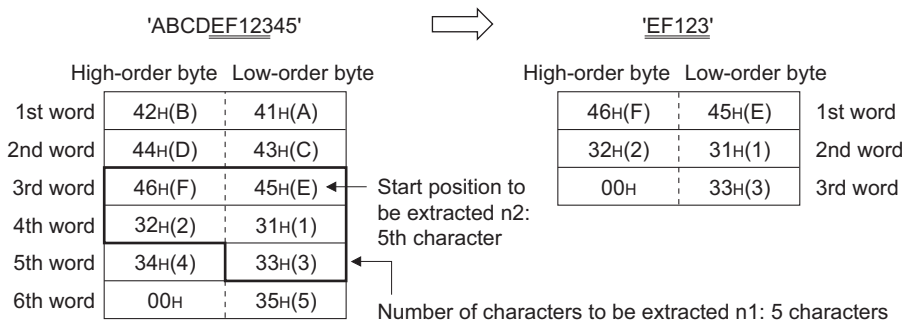 'ABCDEF12345' 'EF123'
High-order byte Low-order byte High-order byte Low-order byte
1st word 42H(B) 41H(A) 46H(F) 45H(E) 1st word
2nd word 44H(D) 43H(C) 32H(2) 31H(1) 2nd word
3rd word 46H(F) 45H(E) 00H 33H(3) 3rd word
Start position to
be extracted n2:
5th character
4th word 32H(2) 31H(1)
5th word 34H(4) 33H(3)
6th word 00H 35H(5)
Number of characters to be extracted n1: 5 characters